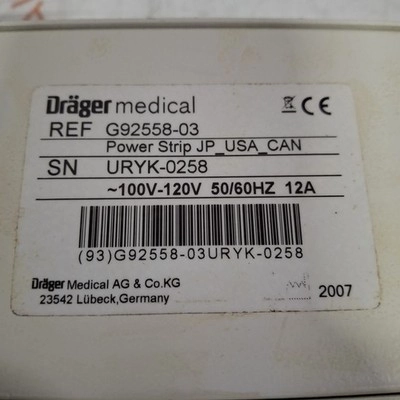 Dräger medical
REF G92558-03
Power Strip JP_USA_CAN
SN URYK-0258
~100V-120V 50/60HZ 12A
(93)G92558-03URYK-0258
Dräger Medical AG & Co.KG
23542 Lübeck,Germany
2007